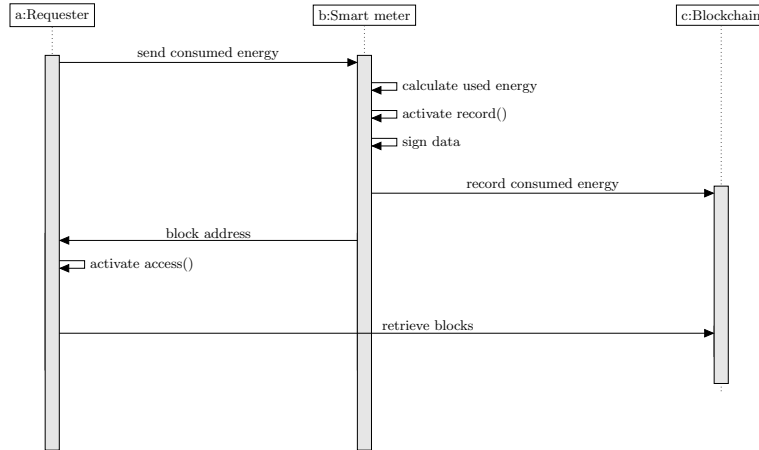 a:Requester
b:Smart meter
c:Blockchain
send consumed energy
calculate used energy
activate record()
sign data
record consumed energy
block address
activate access()
retrieve blocks